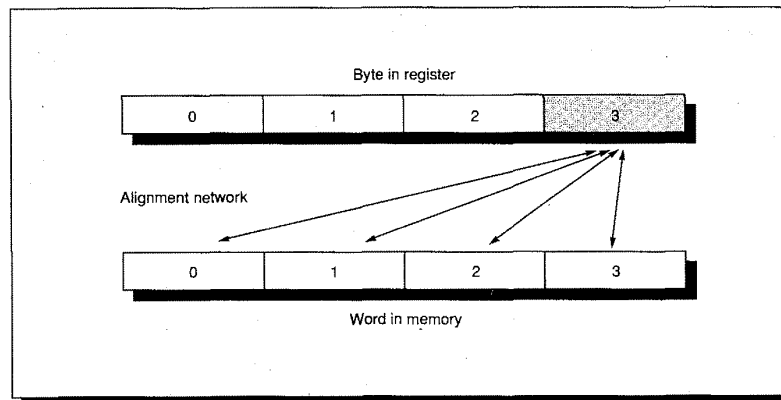 Byte in register
0 1 2 3
Alignment network
0 1 2 3
Word in memory